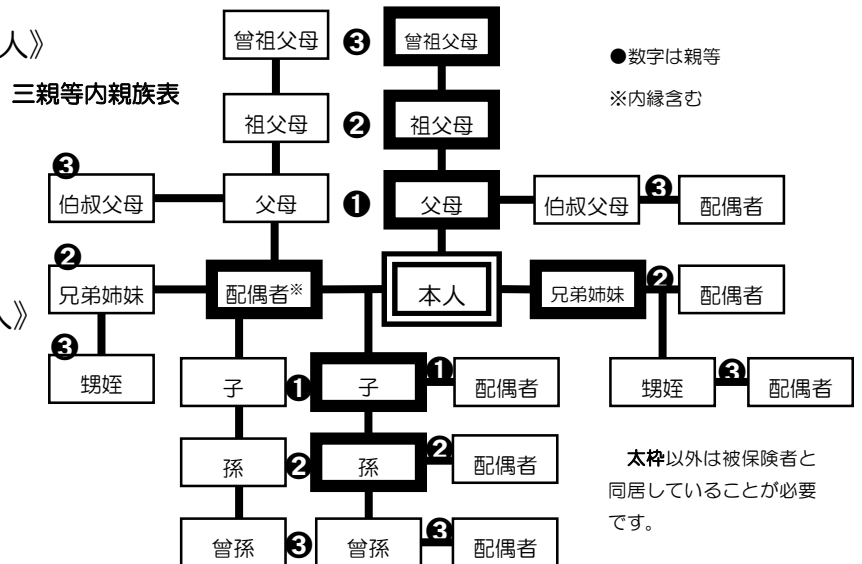 人》
三親等内親族表
曾祖父母 ❸ 曾祖父母
●数字は親等
※内縁含む
祖父母 ❷ 祖父母
❸
伯叔父母 父母 ❶ 父母 伯叔父母 ❸ 配偶者
❷
兄弟姉妹 配偶者※ 本人 兄弟姉妹 ❷ 配偶者
人》
❸
甥姪 子 ❶ 子 ❶ 配偶者 甥姪 ❸ 配偶者
孫 ❷ 孫 ❷ 配偶者
曾孫 ❸ 曾孫 ❸ 配偶者
太枠以外は被保険者と
同居していることが必要
です。